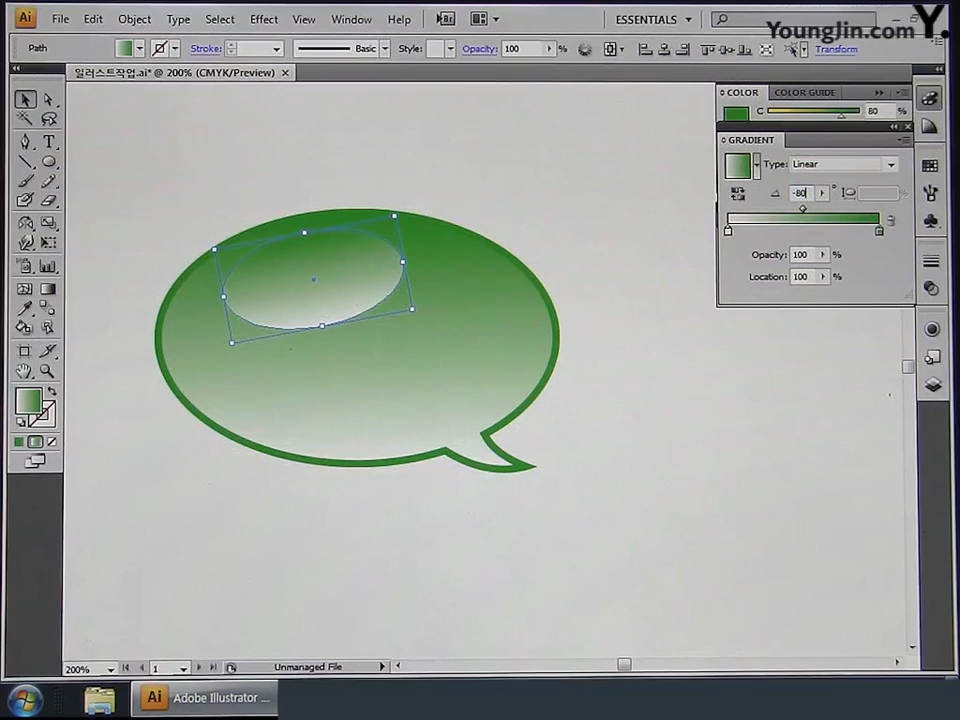 Ai File Edit Object Type Select Effect View Window Help Br ESSENTIALS
Y.
YoungJin.com
Path Stroke: Basic Style: Opacity: 100 % Transform
일러스트작업.ai* @ 200% (CMYK/Preview)
COLOR COLOR GUIDE
C 80 %
GRADIENT
Type: Linear
-80 °
Opacity: 100 %
Location: 100 %
T
200% 1 Unmanaged File
Ai Adobe Illustrator ...